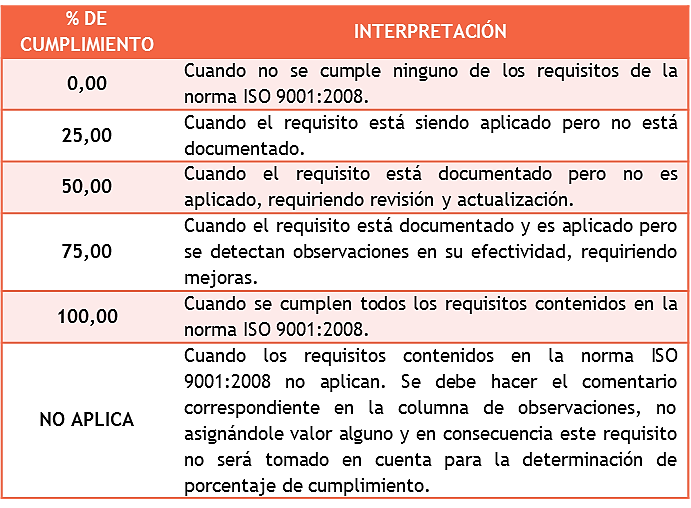 % DE
CUMPLIMIENTO
INTERPRETACIÓN
0,00
Cuando no se cumple ninguno de los requisitos de la
norma ISO 9001:2008.
25,00
Cuando el requisito está siendo aplicado pero no está
documentado.
50,00
Cuando el requisito está documentado pero no es
aplicado, requiriendo revisión y actualización.
75,00
Cuando el requisito está documentado y es aplicado pero
se detectan observaciones en su efectividad, requiriendo
mejoras.
100,00
Cuando se cumplen todos los requisitos contenidos en la
norma ISO 9001:2008.
NO APLICA
Cuando los requisitos contenidos en la norma ISO
9001:2008 no aplican. Se debe hacer el comentario
correspondiente en la columna de observaciones, no
asignándole valor alguno y en consecuencia este requisito
no será tomado en cuenta para la determinación de
porcentaje de cumplimiento.